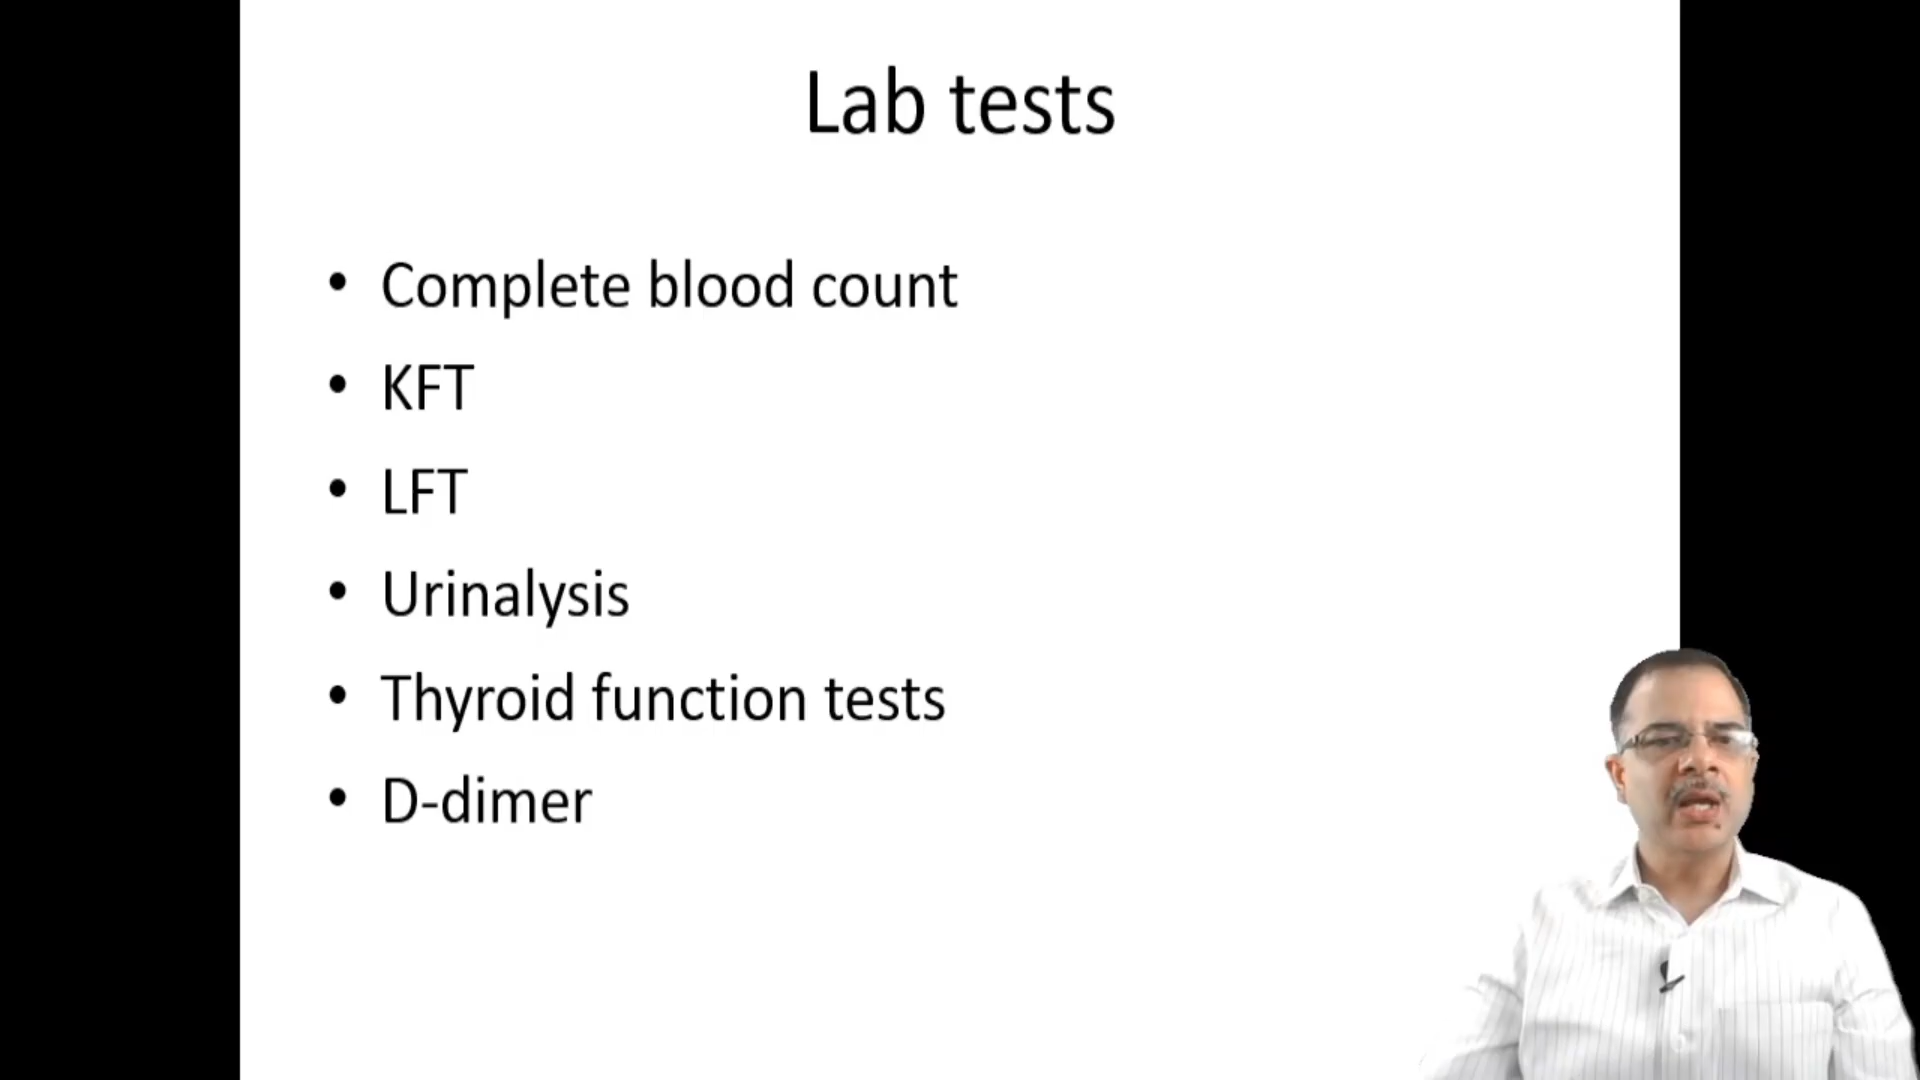 Lab tests
• Complete blood count
• KFT
• LFT
• Urinalysis
• Thyroid function tests
• D-dimer